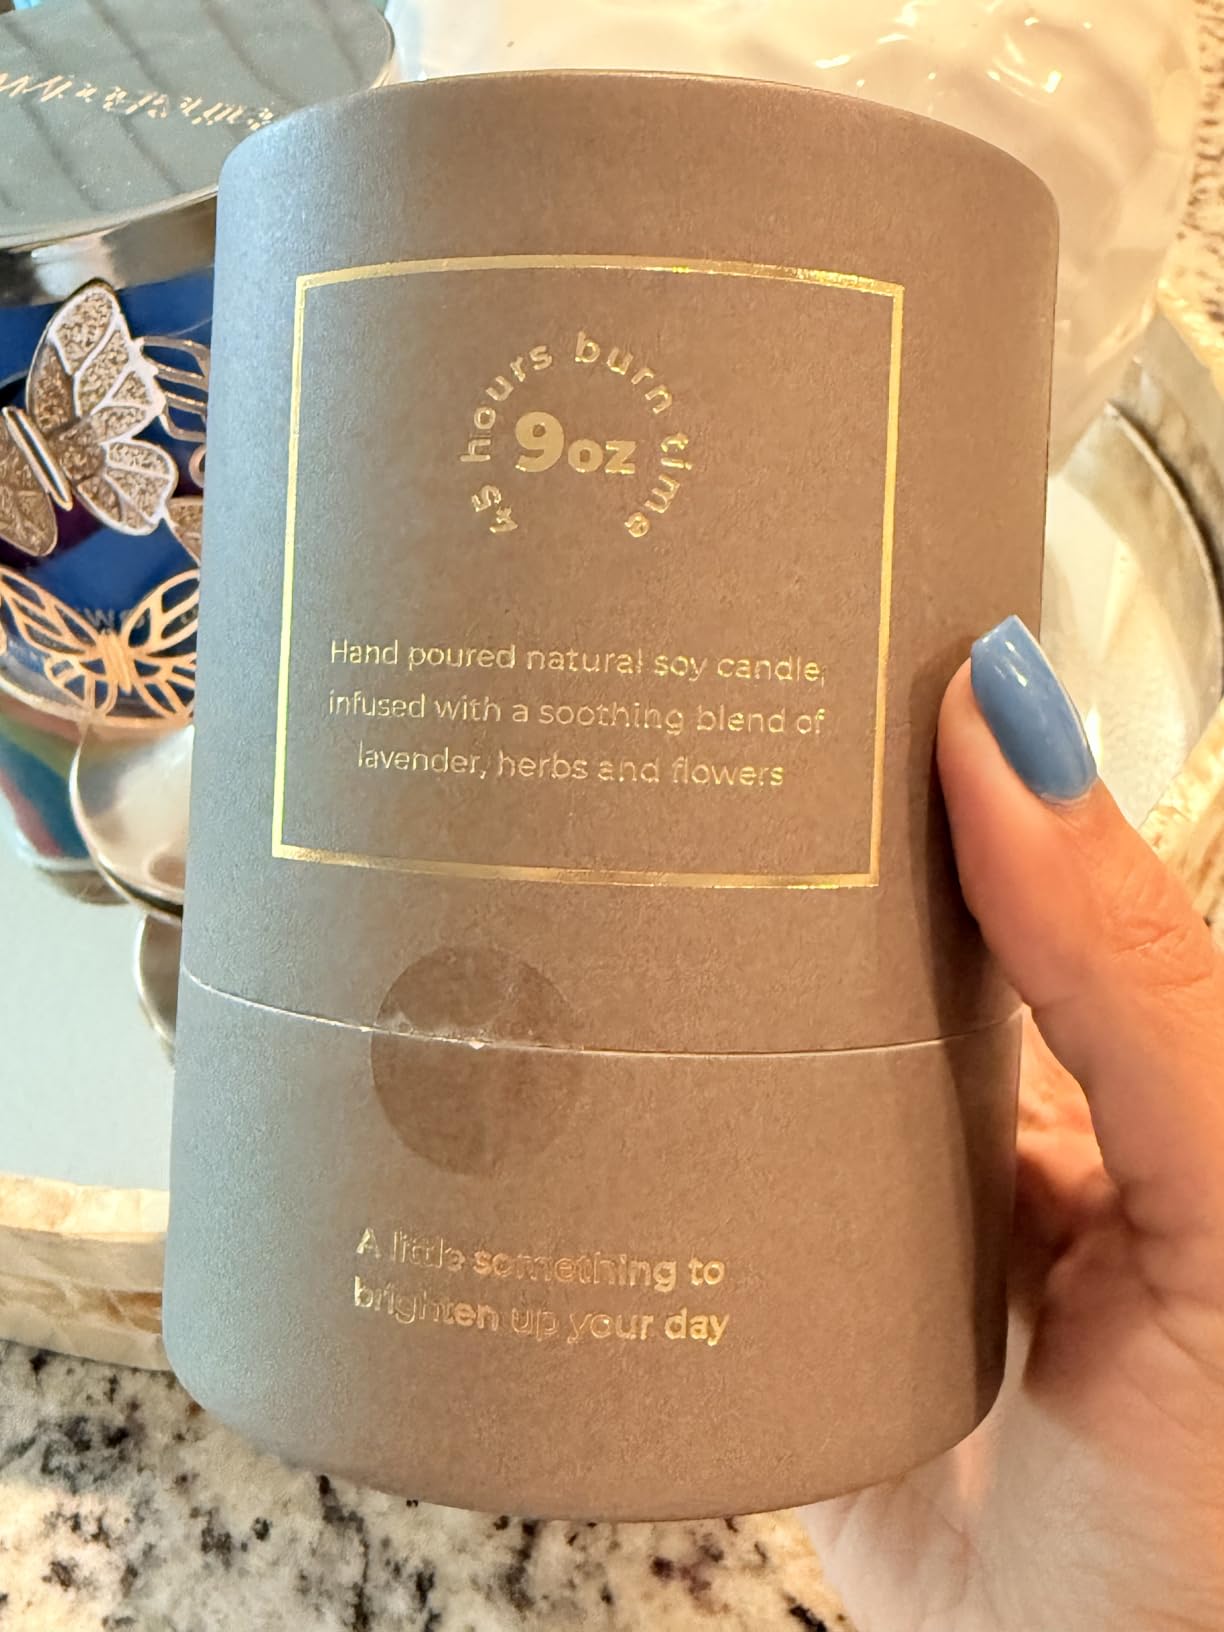 45 hours burn time
9oz
Hand poured natural soy candle,
infused with a soothing blend of
lavender, herbs and flowers
A little something to
brighten up your day